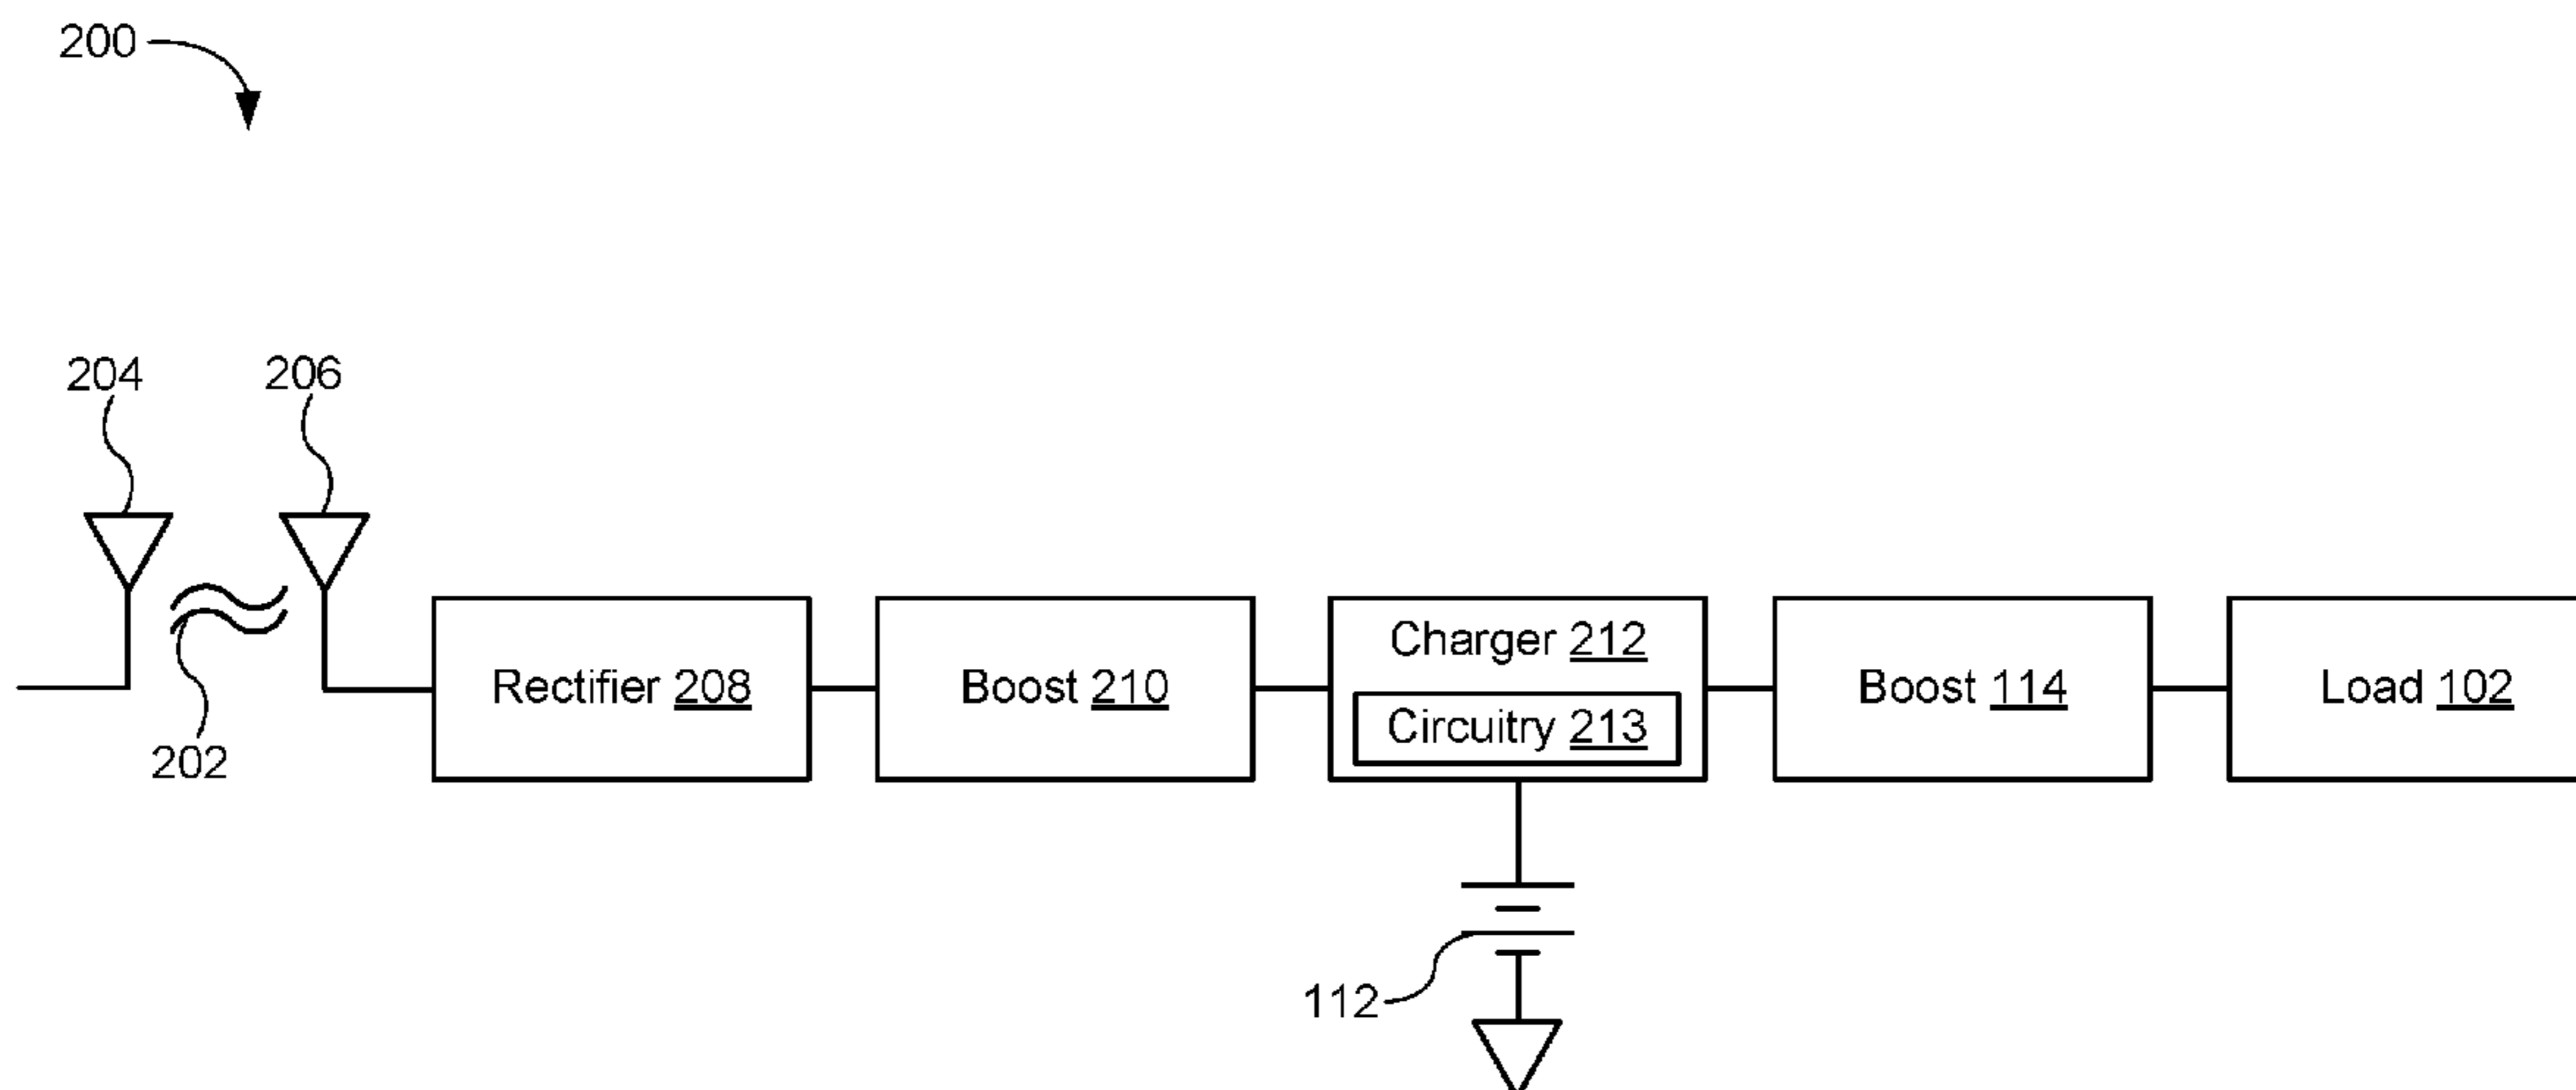 200
204
206
Rectifier 208
Boost 210
Charger 212
Circuitry 213
Boost 114
Load 102
202
112